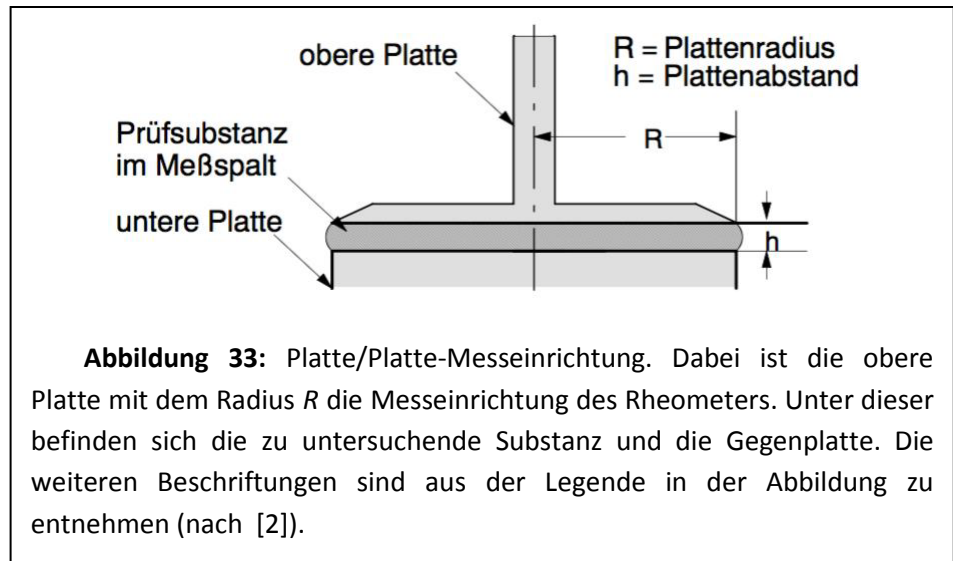 obere Platte
R = Plattenradius
h = Plattenabstand
Prüfsubstanz
im Meßspalt
R
untere Platte
h
Abbildung 33: Platte/Platte-Messeinrichtung. Dabei ist die obere
Platte mit dem Radius R die Messeinrichtung des Rheometers. Unter dieser
befinden sich die zu untersuchende Substanz und die Gegenplatte. Die
weiteren Beschriftungen sind aus der Legende in der Abbildung zu
entnehmen (nach [2]).